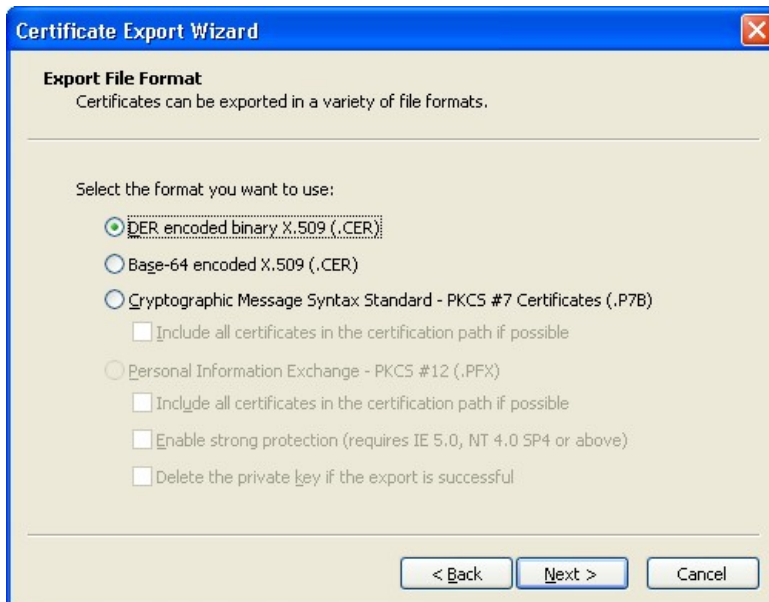 Certificate Export Wizard
Export File Format
Certificates can be exported in a variety of file formats.
Select the format you want to use:
DER encoded binary X.509 (.CER)
Base-64 encoded X.509 (.CER)
Cryptographic Message Syntax Standard - PKCS #7 Certificates (.P7B)
Include all certificates in the certification path if possible
Personal Information Exchange - PKCS #12 (.PFX)
Include all certificates in the certification path if possible
Enable strong protection (requires IE 5.0, NT 4.0 SP4 or above)
Delete the private key if the export is successful
< Back Next > Cancel